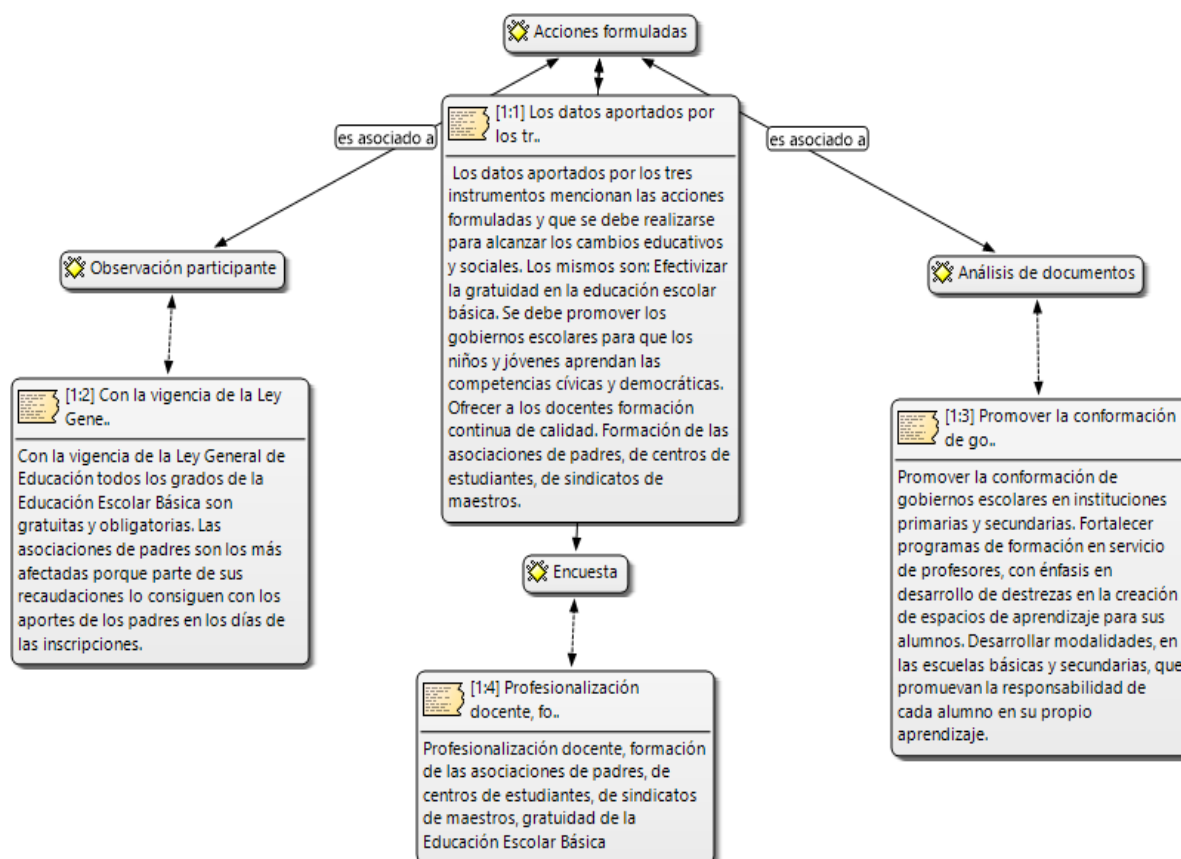 Acciones formuladas
[1:1] Los datos aportados por
los tr..
Los datos aportados por los tres
instrumentos mencionan las acciones
formuladas y que se debe realizarse
para alcanzar los cambios educativos
y sociales. Los mismos son: Efectivizar
la gratuidad en la educación escolar
básica. Se debe promover los
gobiernos escolares para que los
niños y jóvenes aprendan las
competencias cívicas y democráticas.
Ofrecer a los docentes formación
continua de calidad. Formación de las
asociaciones de padres, de centros de
estudiantes, de sindicatos de
maestros.
es asociado a
es asociado a
Observación participante
Análisis de documentos
[1:2] Con la vigencia de la Ley
Gene..
Con la vigencia de la Ley General de
Educación todos los grados de la
Educación Escolar Básica son
gratuitas y obligatorias. Las
asociaciones de padres son los más
afectadas porque parte de sus
recaudaciones lo consiguen con los
aportes de los padres en los días de
las inscripciones.
[1:3] Promover la conformación
de go..
Promover la conformación de
gobiernos escolares en instituciones
primarias y secundarias. Fortalecer
programas de formación en servicio
de profesores, con énfasis en
desarrollo de destrezas en la creación
de espacios de aprendizaje para sus
alumnos. Desarrollar modalidades, en
las escuelas básicas y secundarias, que
promuevan la responsabilidad de
cada alumno en su propio
aprendizaje.
Encuesta
[1:4] Profesionalización
docente, fo..
Profesionalización docente, formación
de las asociaciones de padres, de
centros de estudiantes, de sindicatos
de maestros, gratuidad de la
Educación Escolar Básica